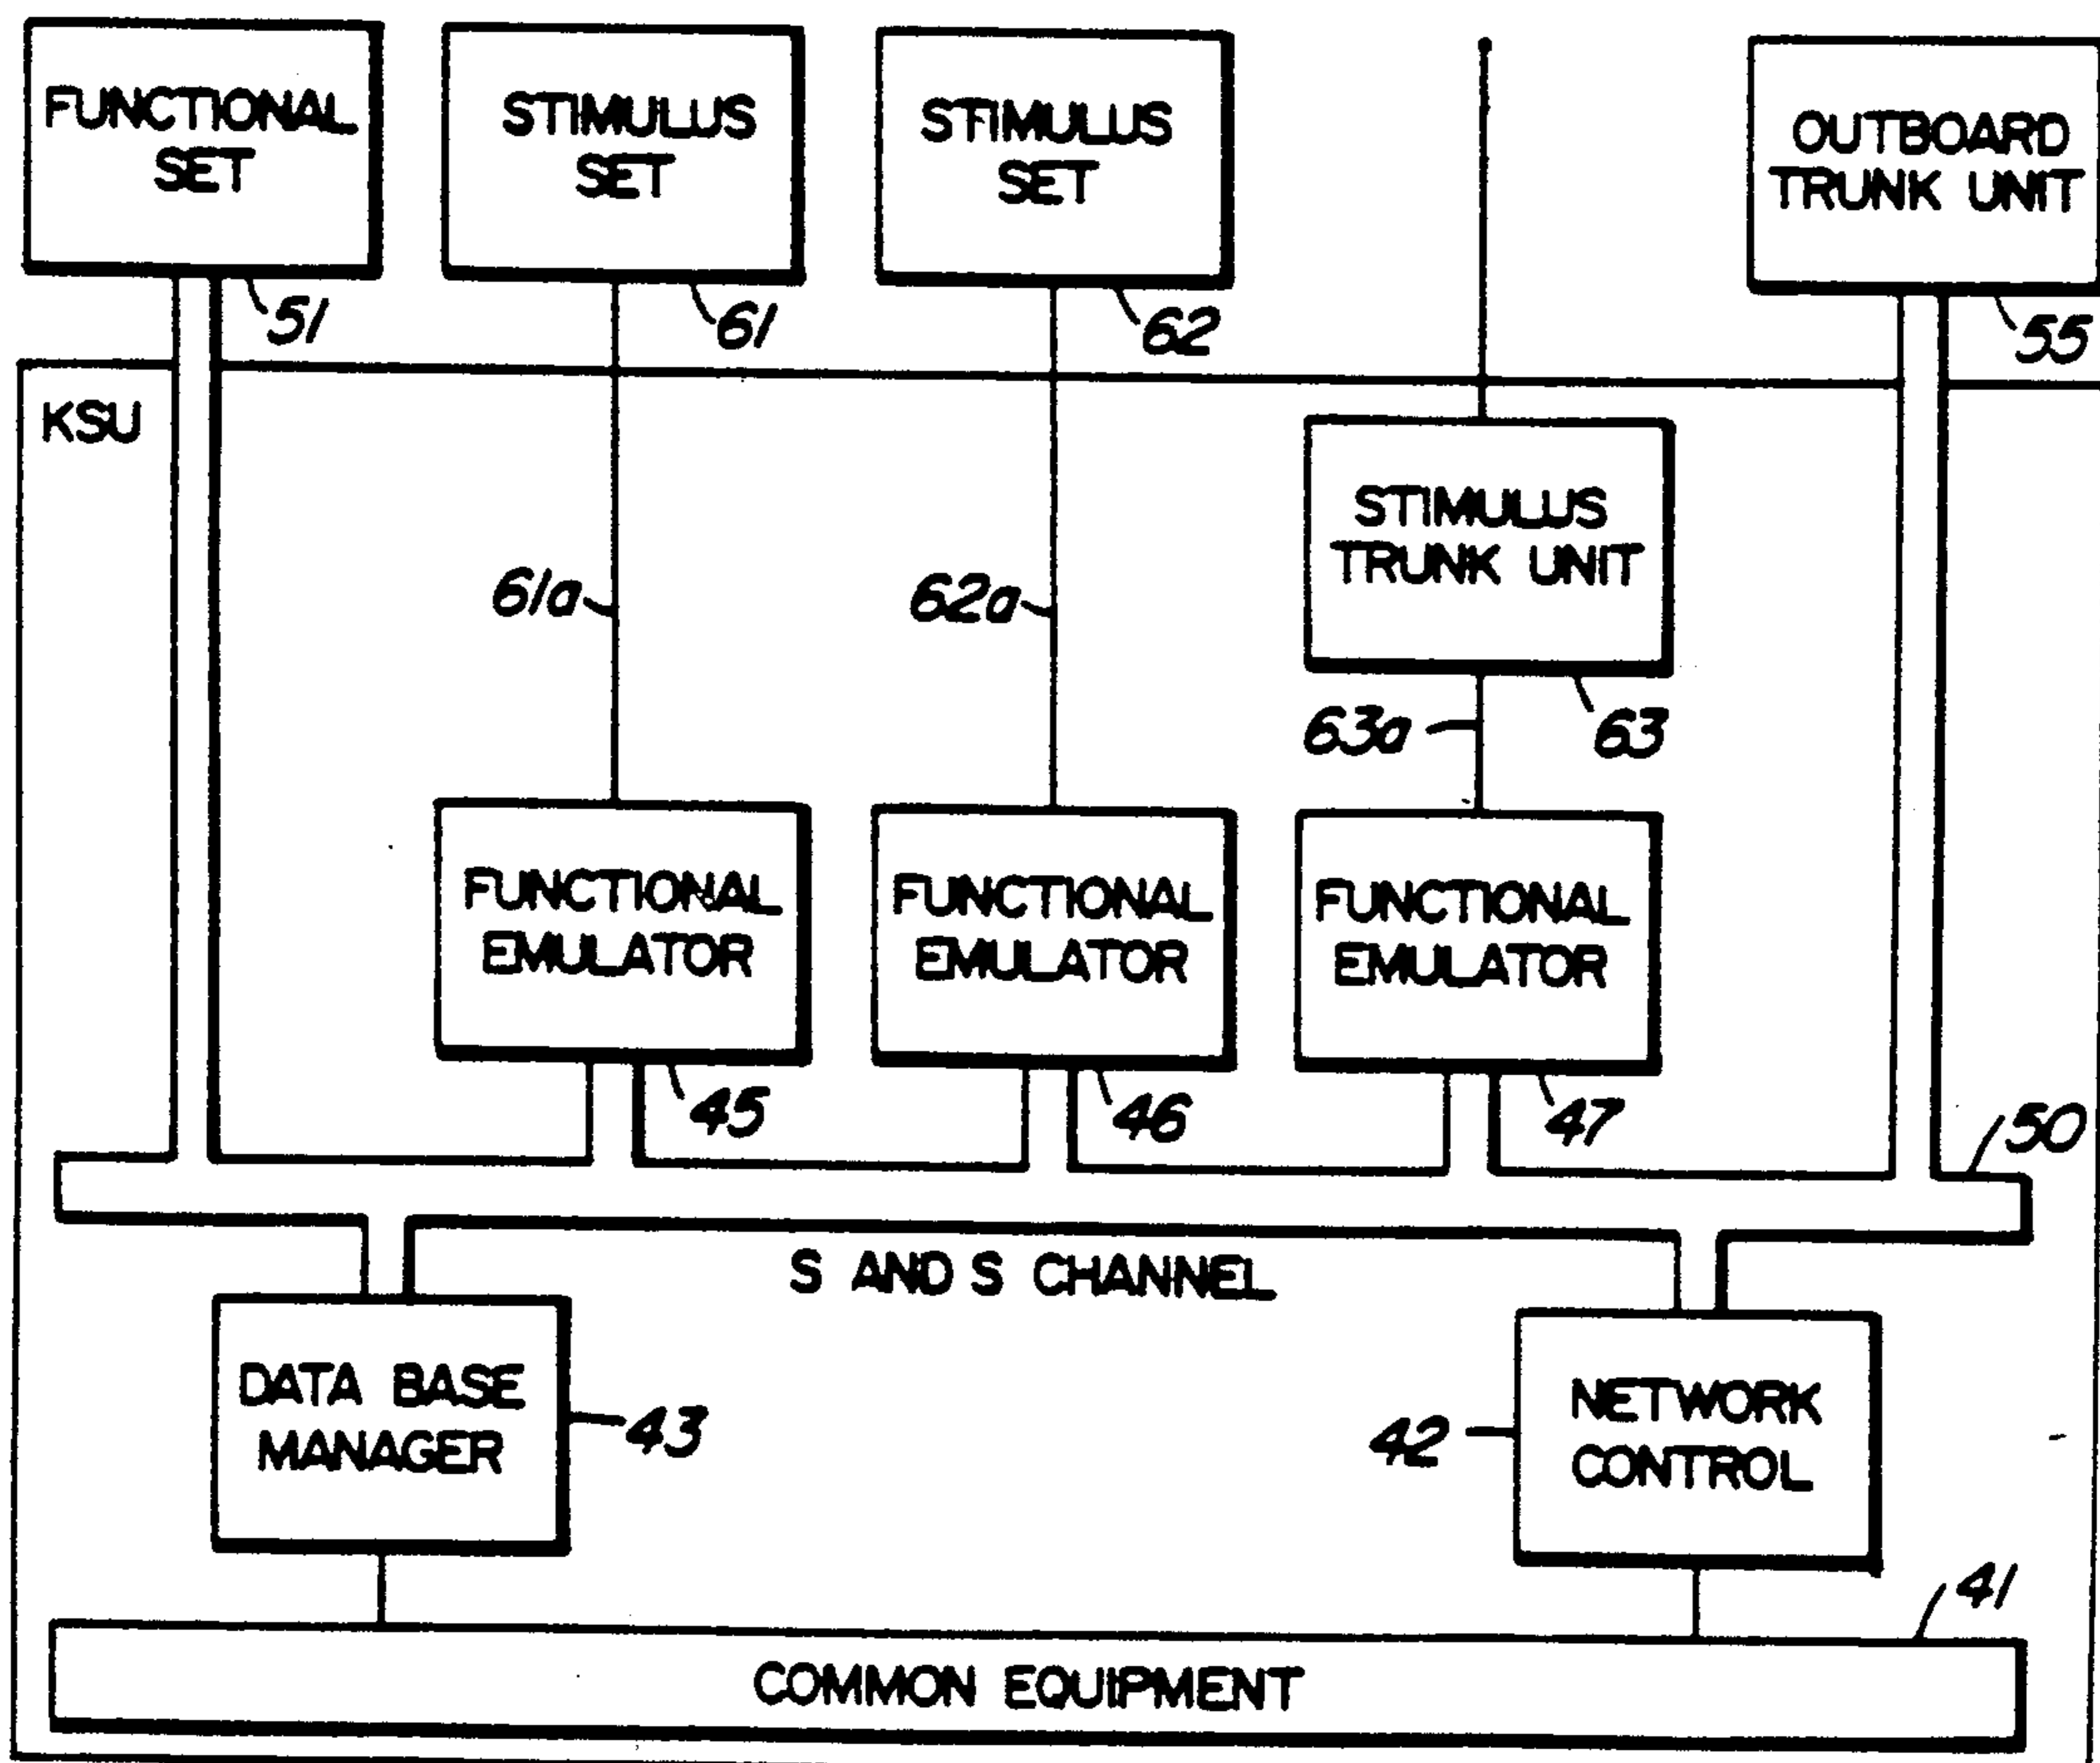 FUNCTIONAL
SET
51
STIMULUS
SET
61
STIMULUS
SET
62
OUTBOARD
TRUNK UNIT
55
KSU
61a
62a
STIMULUS
TRUNK UNIT
63
63a
FUNCTIONAL
EMULATOR
45
FUNCTIONAL
EMULATOR
46
FUNCTIONAL
EMULATOR
47
50
S AND S CHANNEL
DATA BASE
MANAGER
43
42
NETWORK
CONTROL
41
COMMON EQUIPMENT